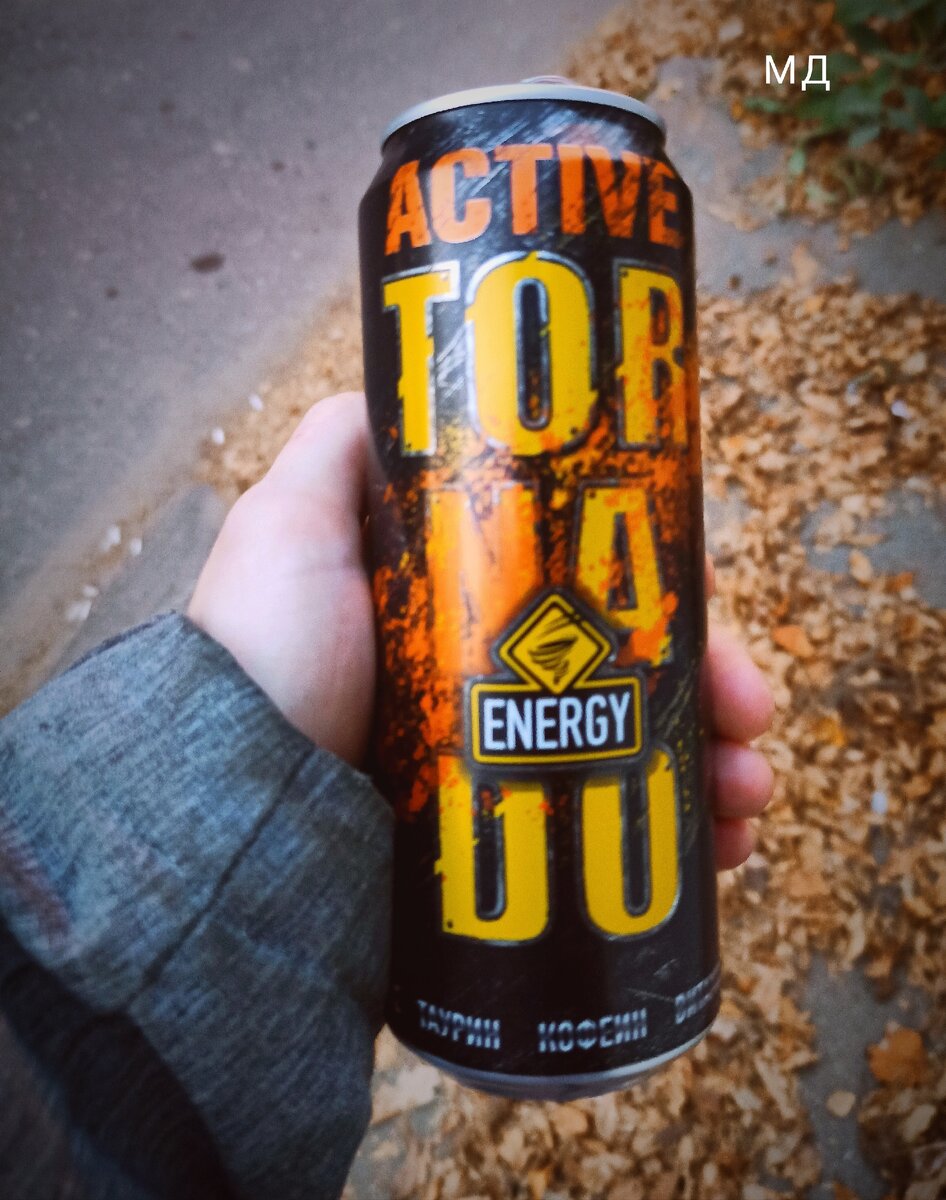 МД
ACTIVE
TOR
NA
ENERGY
DO
ТАУРИН КОФЕИН